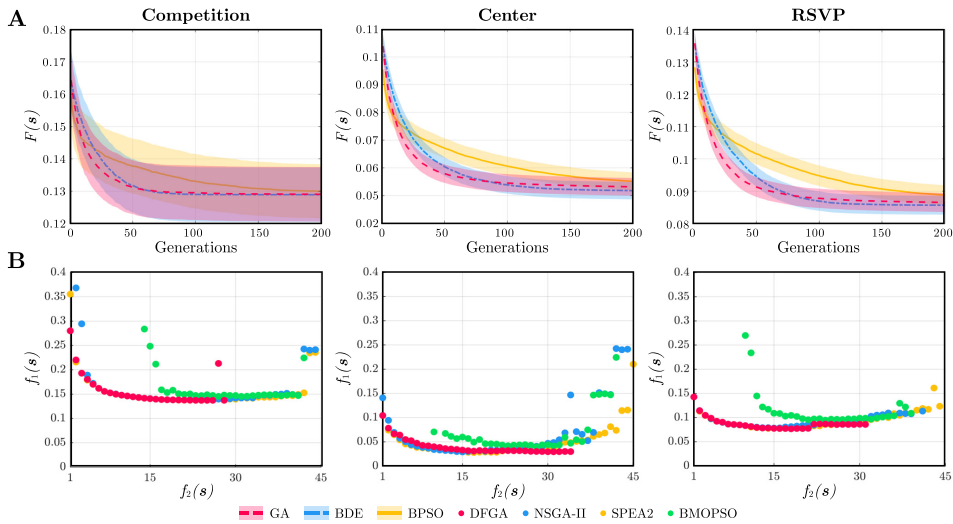 A
Competition
Center
RSVP
0.18
0.17
0.16
0.15
0.14
0.13
0.12
F(s)
0 50 100 150 200
Generations
0.11
0.1
0.09
0.08
0.07
0.06
0.05
0.04
0.03
0.02
F(s)
0 50 100 150 200
Generations
0.14
0.13
0.12
0.11
0.1
0.09
0.08
F(s)
0 50 100 150 200
Generations
B
0.4
0.35
0.3
0.25
0.2
0.15
0.1
0.05
0
f₁(s)
1 15 30 45
f₂(s)
0.4
0.35
0.3
0.25
0.2
0.15
0.1
0.05
0
f₁(s)
1 15 30 45
f₂(s)
0.4
0.35
0.3
0.25
0.2
0.15
0.1
0.05
0
f₁(s)
1 15 30 45
f₂(s)
GA BDE BPSO DFGA NSGA-II SPEA2 BMOPSO